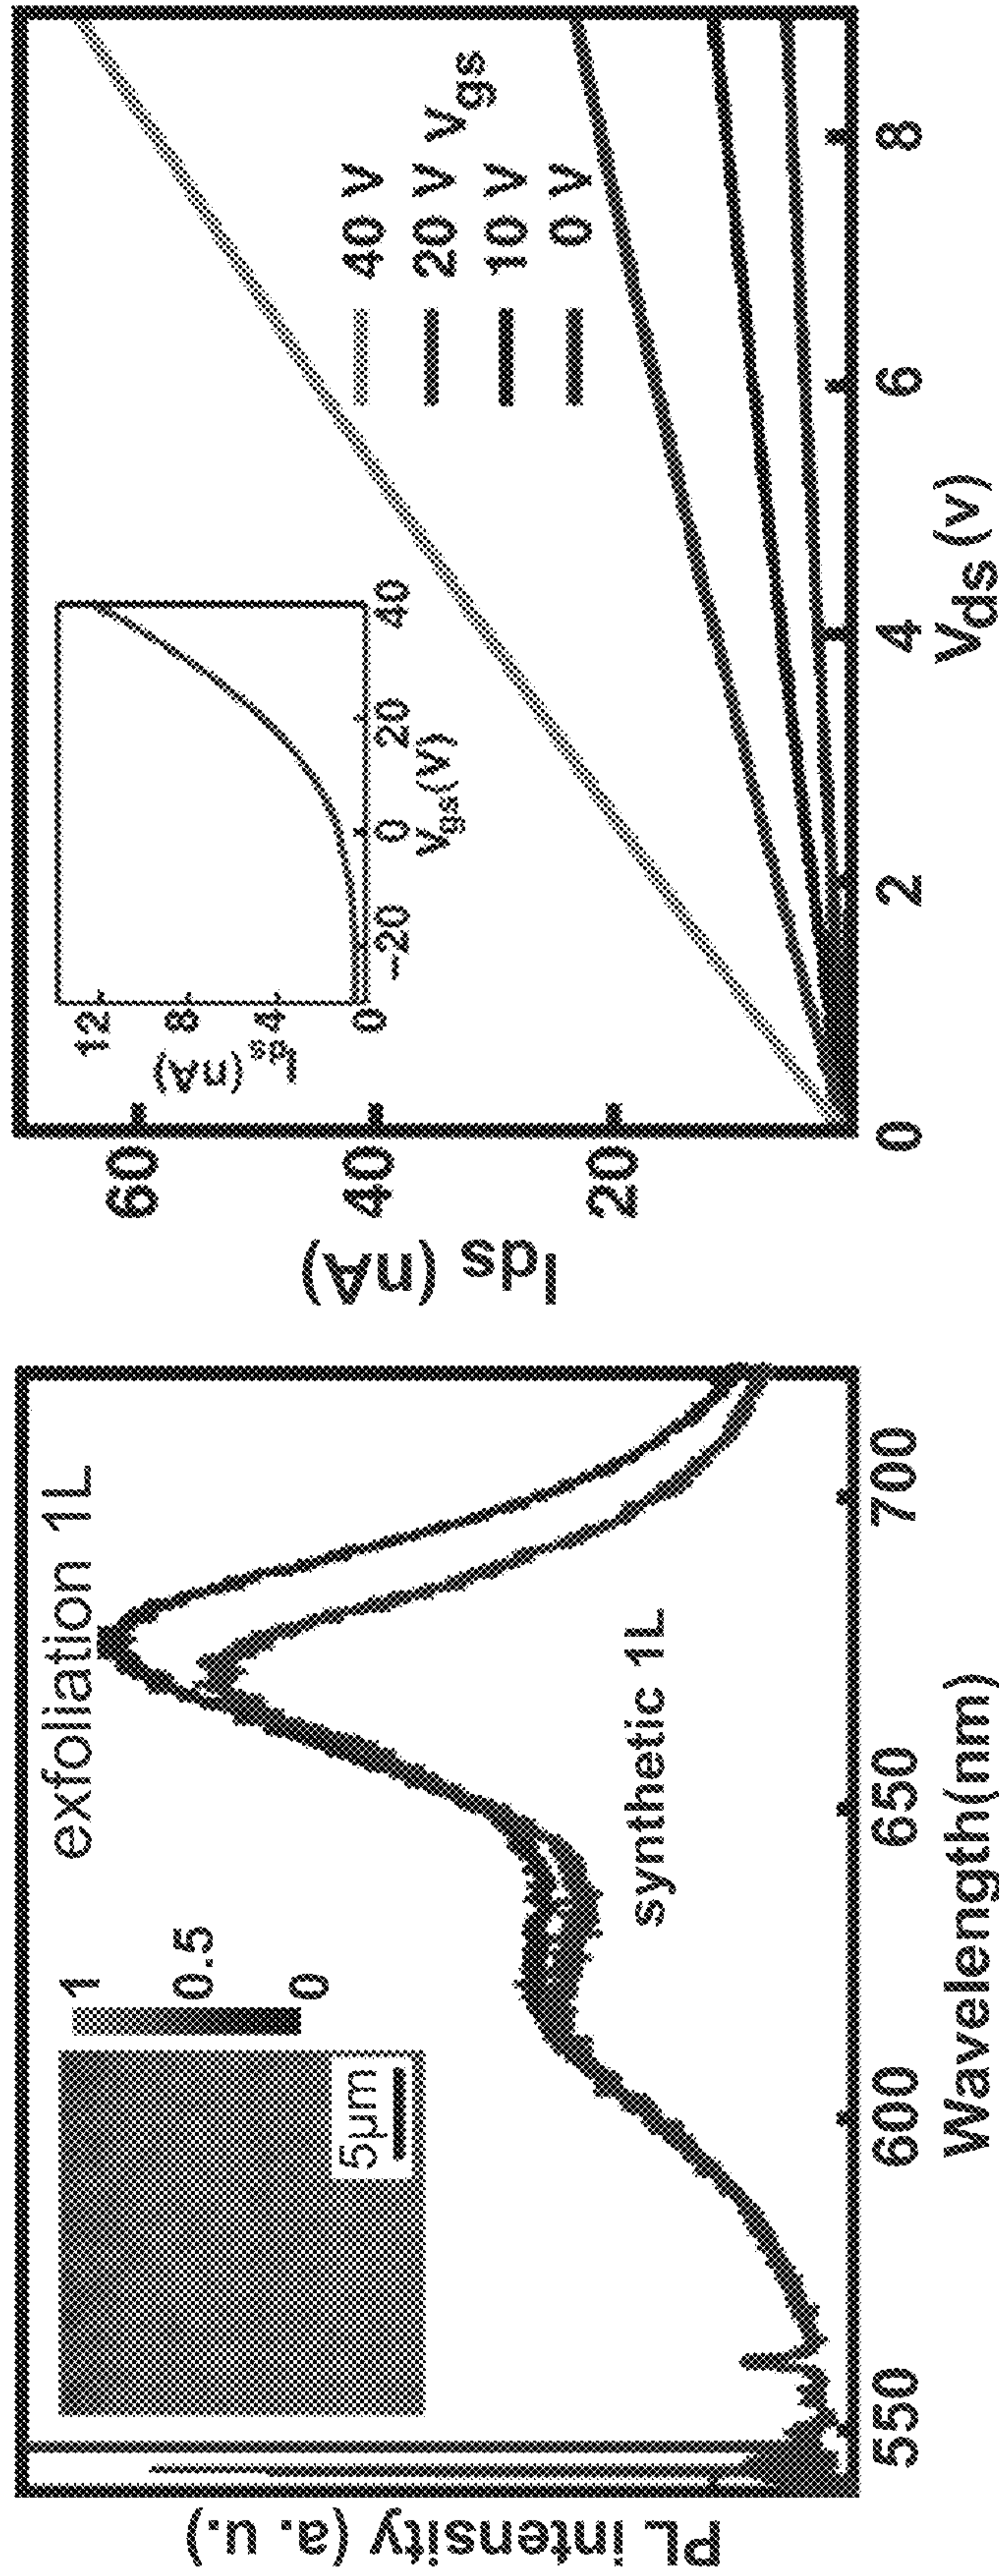 PL intensity (a. u.)
exfoliation 1L
1
0.5
0
5μm
synthetic 1L
550
600
650
700
Wavelength(nm)
Ids (nA)
60
40
20
Ids (nA)
12
8
4
0
−20
0
20
40
Vgs(V)
40 V
20 V Vgs
10 V
0 V
0
2
4
6
8
Vds (v)